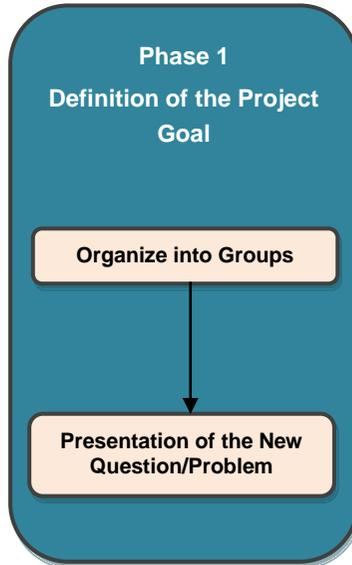 Phase 1
Definition of the Project
Goal
Organize into Groups
Presentation of the New
Question/Problem